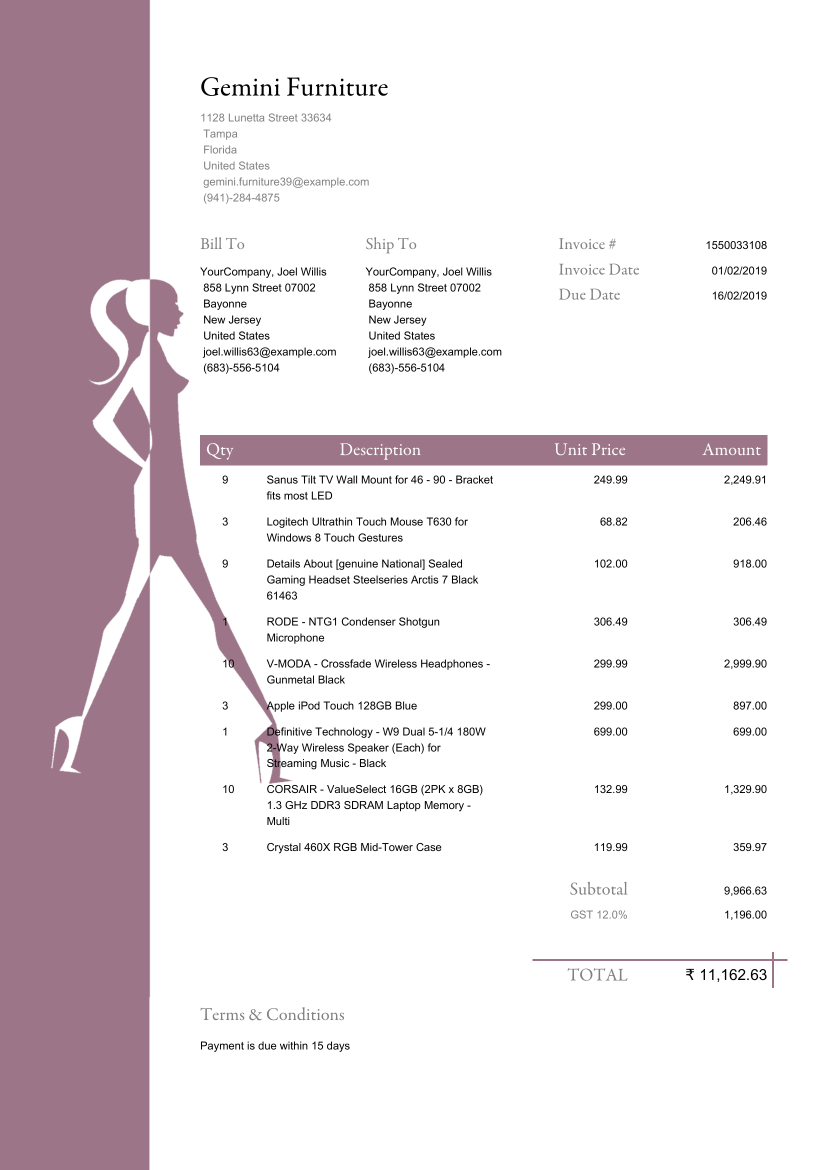 Gemini Furniture
1128 Lunetta Street 33634
Tampa
Florida
United States
gemini.furniture39@example.com
(941)-284-4875
Bill To
YourCompany, Joel Willis
858 Lynn Street 07002
Bayonne
New Jersey
United States
joel.willis63@example.com
(683)-556-5104
Ship To
YourCompany, Joel Willis
858 Lynn Street 07002
Bayonne
New Jersey
United States
joel.willis63@example.com
(683)-556-5104
Invoice # 1550033108
Invoice Date 01/02/2019
Due Date 16/02/2019
Qty Description Unit Price Amount
9 Sanus Tilt TV Wall Mount for 46 - 90 - Bracket 249.99 2,249.91
fits most LED
3 Logitech Ultrathin Touch Mouse T630 for 68.82 206.46
Windows 8 Touch Gestures
9 Details About [genuine National] Sealed 102.00 918.00
Gaming Headset Steelseries Arctis 7 Black
61463
1 RODE - NTG1 Condenser Shotgun 306.49 306.49
Microphone
10 V-MODA - Crossfade Wireless Headphones - 299.99 2,999.90
Gunmetal Black
3 Apple iPod Touch 128GB Blue 299.00 897.00
1 Definitive Technology - W9 Dual 5-1/4 180W 699.00 699.00
2-Way Wireless Speaker (Each) for
Streaming Music - Black
10 CORSAIR - ValueSelect 16GB (2PK x 8GB) 132.99 1,329.90
1.3 GHz DDR3 SDRAM Laptop Memory -
Multi
3 Crystal 460X RGB Mid-Tower Case 119.99 359.97
Subtotal 9,966.63
GST 12.0% 1,196.00
TOTAL ₹ 11,162.63
Terms & Conditions
Payment is due within 15 days